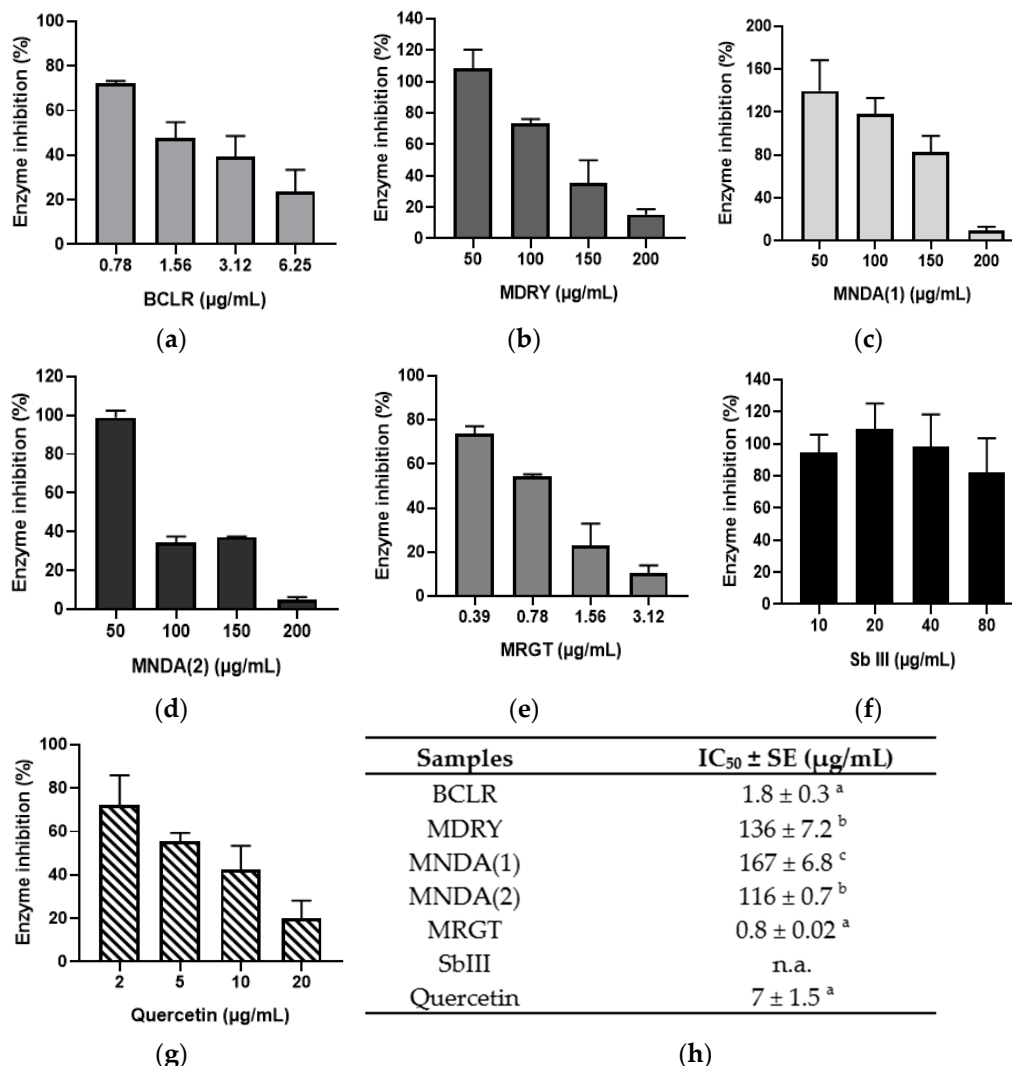 100
80
60
40
20
0
Enzyme inhibition (%)
0.78 1.56 3.12 6.25
BCLR (µg/mL)
(a)
140
120
100
80
60
40
20
0
Enzyme inhibition (%)
50 100 150 200
MDRY (µg/mL)
(b)
200
160
120
80
40
0
Enzyme inhibition (%)
50 100 150 200
MNDA(1) (µg/mL)
(c)
120
100
80
60
40
20
0
Enzyme inhibition (%)
50 100 150 200
MNDA(2) (µg/mL)
(d)
100
80
60
40
20
0
Enzyme inhibition (%)
0.39 0.78 1.56 3.12
MRGT (µg/mL)
(e)
140
120
100
80
60
40
20
0
Enzyme inhibition (%)
10 20 40 80
Sb III (µg/mL)
(f)
100
80
60
40
20
0
Enzyme inhibition (%)
2 5 10 20
Quercetin (µg/mL)
(g)
Samples IC₅₀ ± SE (µg/mL)
BCLR 1.8 ± 0.3 ᵃ
MDRY 136 ± 7.2 ᵇ
MNDA(1) 167 ± 6.8 ᶜ
MNDA(2) 116 ± 0.7 ᵇ
MRGT 0.8 ± 0.02 ᵃ
SbIII n.a.
Quercetin 7 ± 1.5 ᵃ
(h)